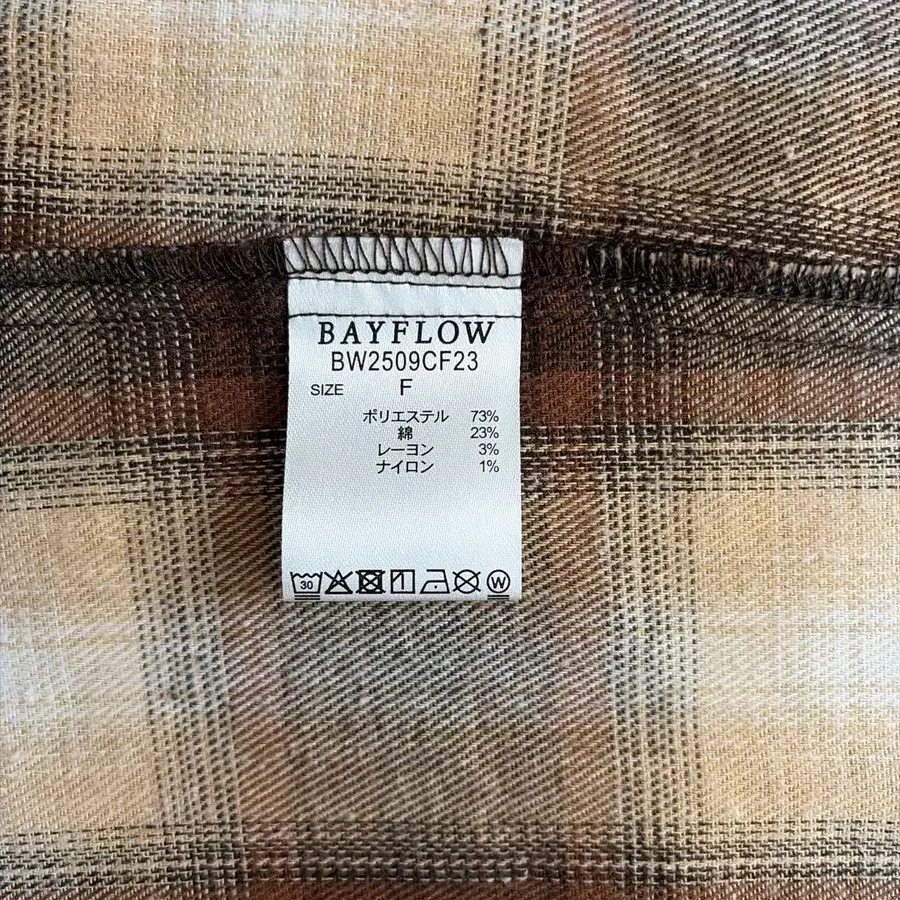 BAYFLOW
BW2509CF23
SIZE F
ポリエステル 73%
綿 23%
レーヨン 3%
ナイロン 1%
30 W